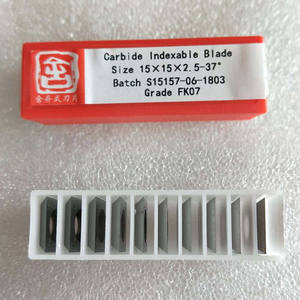 Carbide Indexable Blade
Size 15×15×2.5-37°
Batch S15157-06-1803
Grade FK07